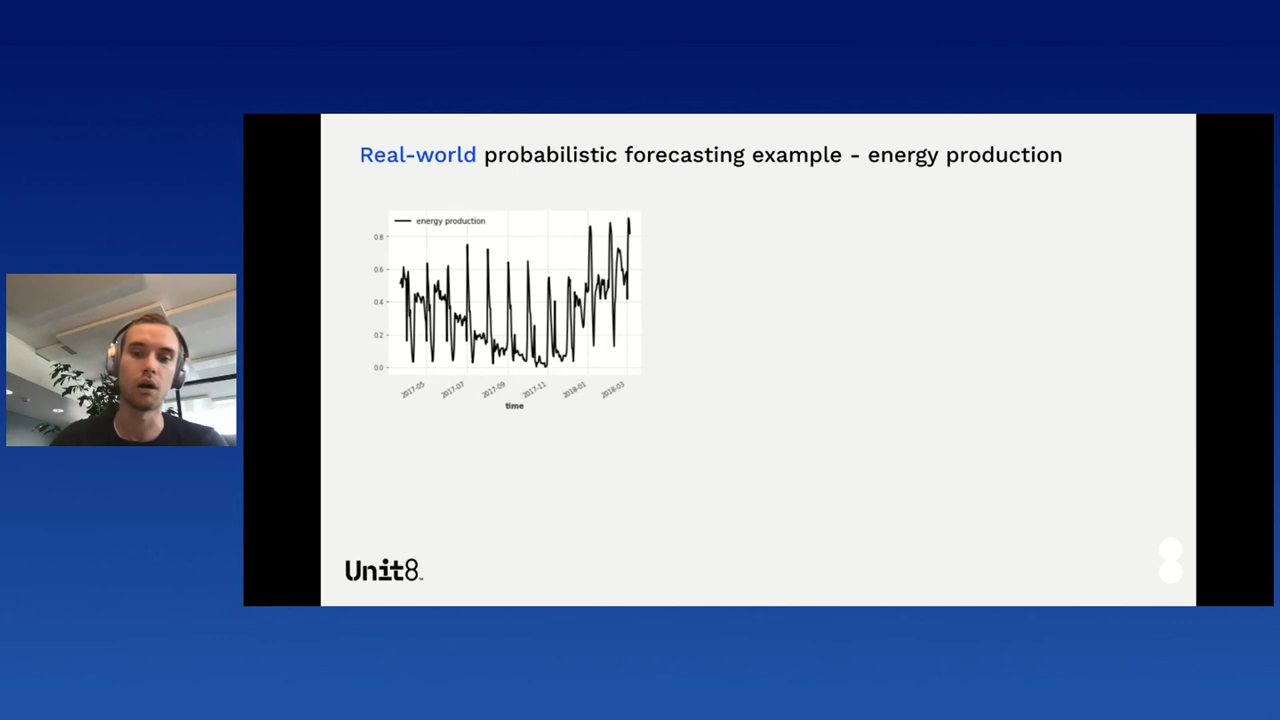 Real-world probabilistic forecasting example - energy production
energy production
0.8
0.6
0.4
0.2
0.0
2017-05 2017-07 2017-09 2017-11 2018-01 2018-03
time
Unit8